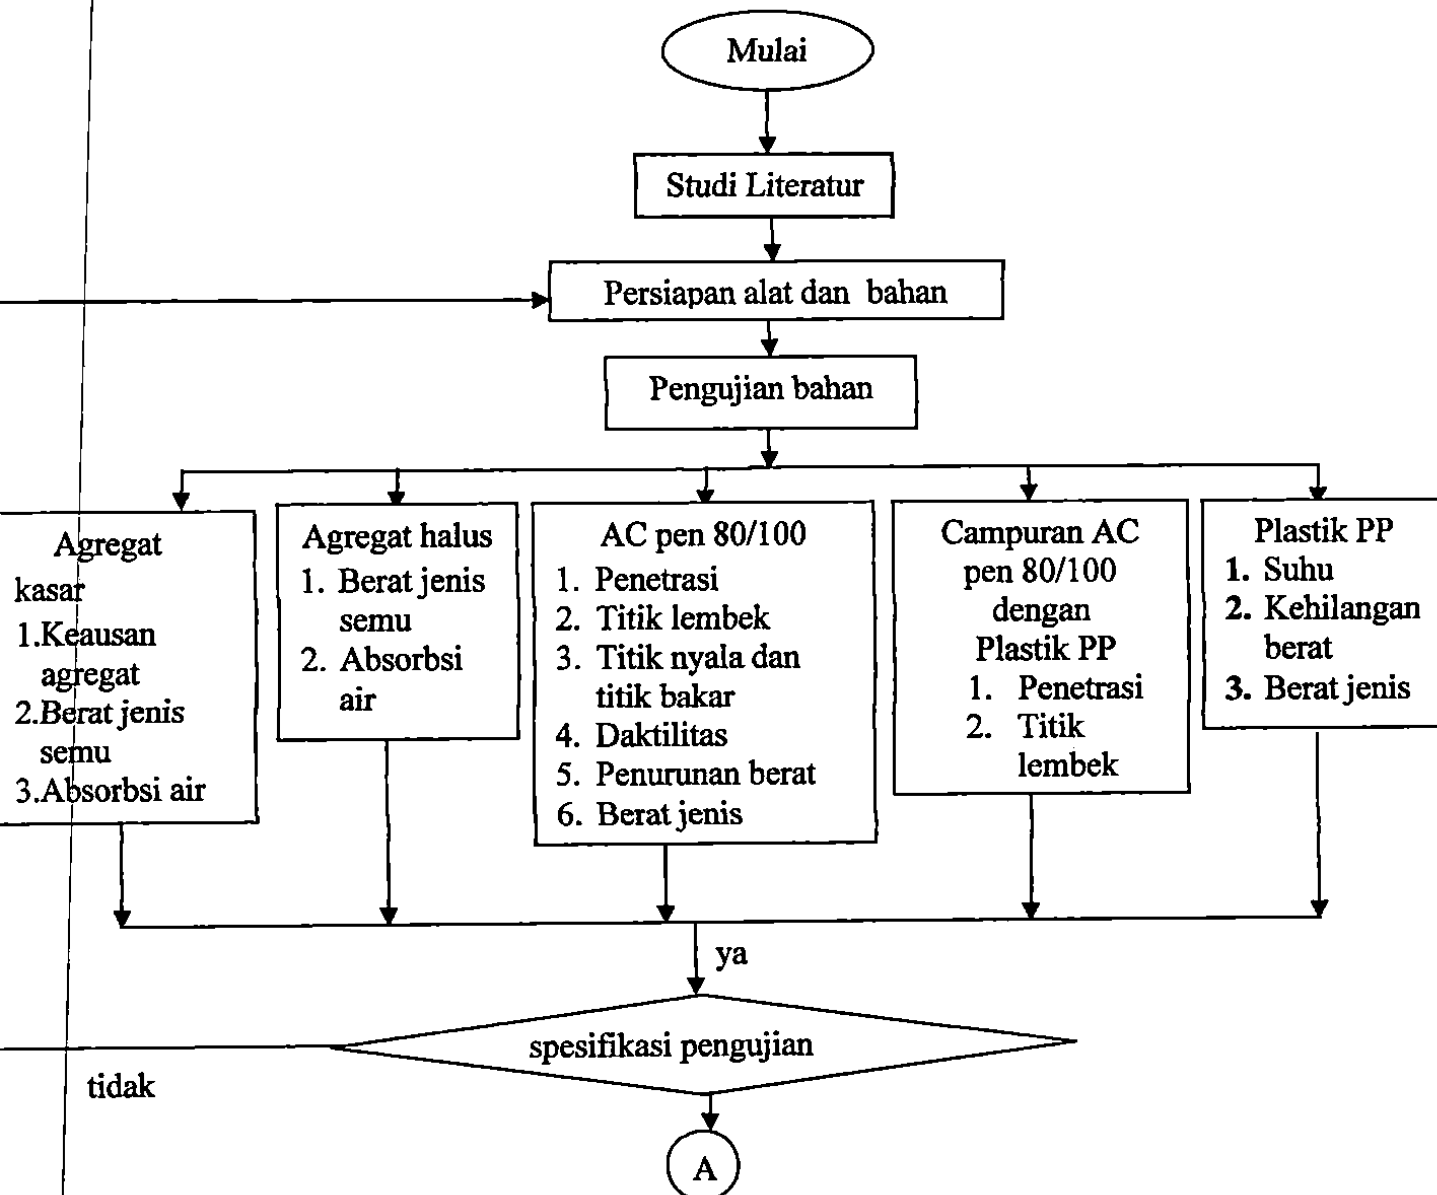 Mulai
Studi Literatur
Persiapan alat dan bahan
Pengujian bahan
Agregat
kasar
1.Keausan
agregat
2.Berat jenis
semu
3.Absorbsi air
Agregat halus
1. Berat jenis
semu
2. Absorbsi
air
AC pen 80/100
1. Penetrasi
2. Titik lembek
3. Titik nyala dan
titik bakar
4. Daktilitas
5. Penurunan berat
6. Berat jenis
Campuran AC
pen 80/100
dengan
Plastik PP
1. Penetrasi
2. Titik
lembek
Plastik PP
1. Suhu
2. Kehilangan
berat
3. Berat jenis
ya
spesifikasi pengujian
tidak
A